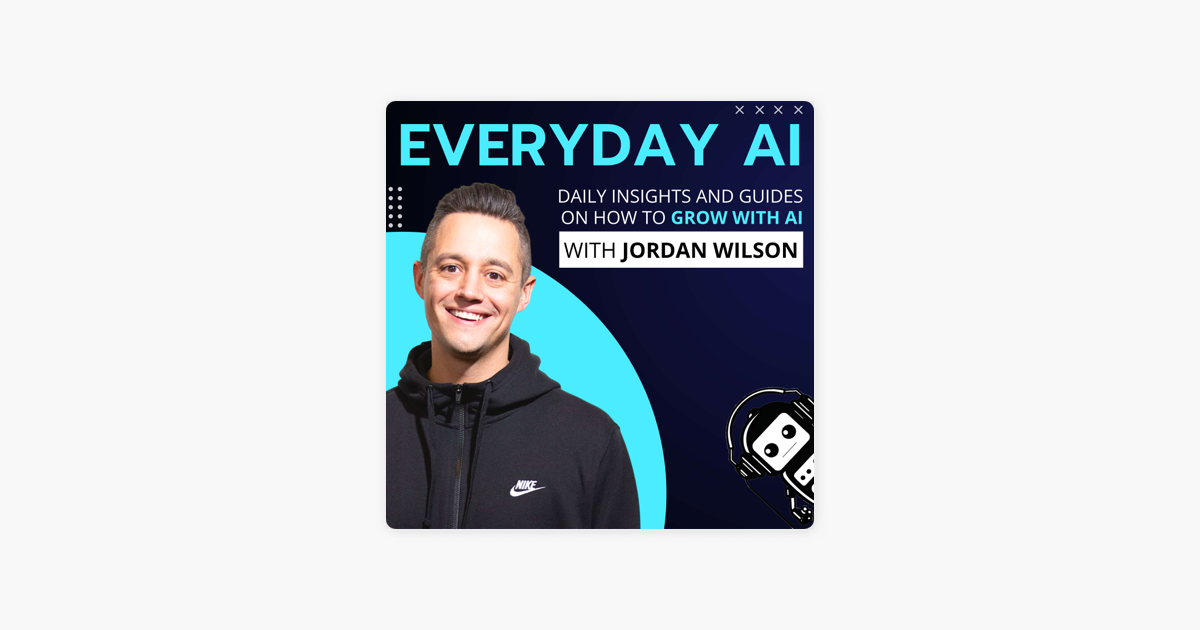 EVERYDAY AI
DAILY INSIGHTS AND GUIDES
ON HOW TO GROW WITH AI
WITH JORDAN WILSON
NIKE